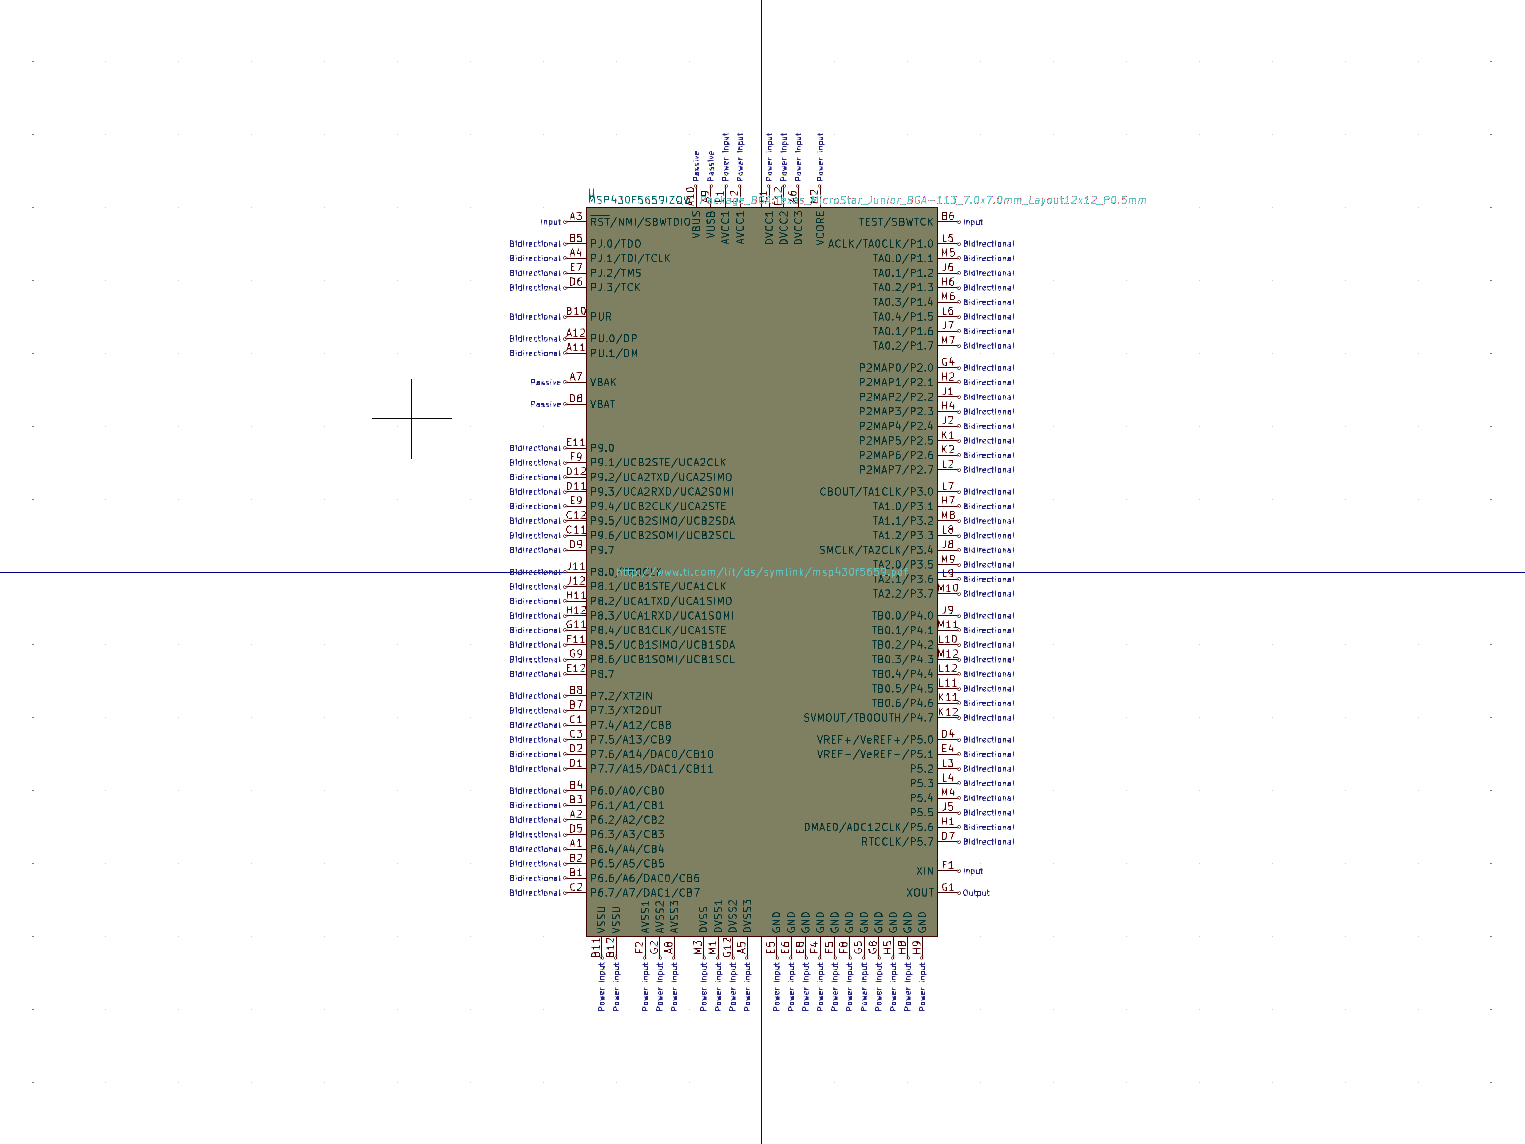 Passive Passive Power Input Power Input Power Input Power Input Power Input Power Input
U
MSP430F5659IZQW
Package_BGA:Texas_MicroStar_Junior_BGA-113_7.0x7.0mm_Layout12x12_P0.5mm
VBUS VUSB AVCC1 AVCC1 DVCC1 DVCC2 DVCC3 VCORE
Input A3 RST/NMI/SBWTDIO
Bidirectional B5 PJ.0/TDO
Bidirectional A4 PJ.1/TDI/TCLK
Bidirectional E7 PJ.2/TMS
Bidirectional D6 PJ.3/TCK
Bidirectional B10 PUR
Bidirectional A12 PU.0/DP
Bidirectional A11 PU.1/DM
Passive A7 VBAK
Passive D8 VBAT
Bidirectional E11 P9.0
Bidirectional F9 P9.1/UCB2STE/UCA2CLK
Bidirectional D12 P9.2/UCA2TXD/UCA2SIMO
Bidirectional D11 P9.3/UCA2RXD/UCA2SOMI
Bidirectional E9 P9.4/UCB2CLK/UCA2STE
Bidirectional C12 P9.5/UCB2SIMO/UCB2SDA
Bidirectional C11 P9.6/UCB2SOMI/UCB2SCL
Bidirectional D9 P9.7
Bidirectional J11 P8.0
http://www.ti.com/lit/ds/symlink/msp430f5659.pdf
Bidirectional J12 P8.1/UCB1STE/UCA1CLK
Bidirectional H11 P8.2/UCA1TXD/UCA1SIMO
Bidirectional H12 P8.3/UCA1RXD/UCA1SOMI
Bidirectional G11 P8.4/UCB1CLK/UCA1STE
Bidirectional F11 P8.5/UCB1SIMO/UCB1SDA
Bidirectional G9 P8.6/UCB1SOMI/UCB1SCL
Bidirectional E12 P8.7
Bidirectional B8 P7.2/XT2IN
Bidirectional B7 P7.3/XT2OUT
Bidirectional C1 P7.4/A12/CB8
Bidirectional C3 P7.5/A13/CB9
Bidirectional D2 P7.6/A14/DAC0/CB10
Bidirectional D1 P7.7/A15/DAC1/CB11
Bidirectional B4 P6.0/A0/CB0
Bidirectional B3 P6.1/A1/CB1
Bidirectional A2 P6.2/A2/CB2
Bidirectional D5 P6.3/A3/CB3
Bidirectional A1 P6.4/A4/CB4
Bidirectional B2 P6.5/A5/CB5
Bidirectional B1 P6.6/A6/DAC0/CB6
Bidirectional C2 P6.7/A7/DAC1/CB7
TEST/SBWTCK B6 Input
ACLK/TA0CLK/P1.0 L5 Bidirectional
TA0.0/P1.1 M5 Bidirectional
TA0.1/P1.2 J6 Bidirectional
TA0.2/P1.3 H6 Bidirectional
TA0.3/P1.4 M6 Bidirectional
TA0.4/P1.5 L6 Bidirectional
TA0.1/P1.6 J7 Bidirectional
TA0.2/P1.7 M7 Bidirectional
P2MAP0/P2.0 G4 Bidirectional
P2MAP1/P2.1 H2 Bidirectional
P2MAP2/P2.2 J1 Bidirectional
P2MAP3/P2.3 H4 Bidirectional
P2MAP4/P2.4 J2 Bidirectional
P2MAP5/P2.5 K1 Bidirectional
P2MAP6/P2.6 K2 Bidirectional
P2MAP7/P2.7 L2 Bidirectional
CBOUT/TA1CLK/P3.0 L7 Bidirectional
TA1.0/P3.1 H7 Bidirectional
TA1.1/P3.2 M8 Bidirectional
TA1.2/P3.3 L8 Bidirectional
SMCLK/TA2CLK/P3.4 J8 Bidirectional
TA2.0/P3.5 M9 Bidirectional
TA2.1/P3.6 L9 Bidirectional
TA2.2/P3.7 M10 Bidirectional
TB0.0/P4.0 J9 Bidirectional
TB0.1/P4.1 M11 Bidirectional
TB0.2/P4.2 L10 Bidirectional
TB0.3/P4.3 M12 Bidirectional
TB0.4/P4.4 L12 Bidirectional
TB0.5/P4.5 L11 Bidirectional
TB0.6/P4.6 K11 Bidirectional
SVMOUT/TB0OUTH/P4.7 K12 Bidirectional
VREF+/VeREF+/P5.0 D4 Bidirectional
VREF-/VeREF-/P5.1 E4 Bidirectional
P5.2 L3 Bidirectional
P5.3 L4 Bidirectional
P5.4 M4 Bidirectional
P5.5 J5 Bidirectional
DMAE0/ADC12CLK/P5.6 H1 Bidirectional
RTCCLK/P5.7 D7 Bidirectional
XIN F1 Input
XOUT G1 Output
VSSU VSSU AVSS1 AVSS2 AVSS3 DVSS DVSS1 DVSS2 DVSS3 GND GND GND GND GND GND GND GND GND GND GND
B11 B12 F2 G2 A8 M3 M1 G12 A5 E5 E6 E8 F4 F5 F8 G5 G8 H5 H8 H9
Power Input Power Input Power Input Power Input Power Input Power Input Power Input Power Input Power Input Power Input Power Input Power Input Power Input Power Input Power Input Power Input Power Input Power Input Power Input Power Input